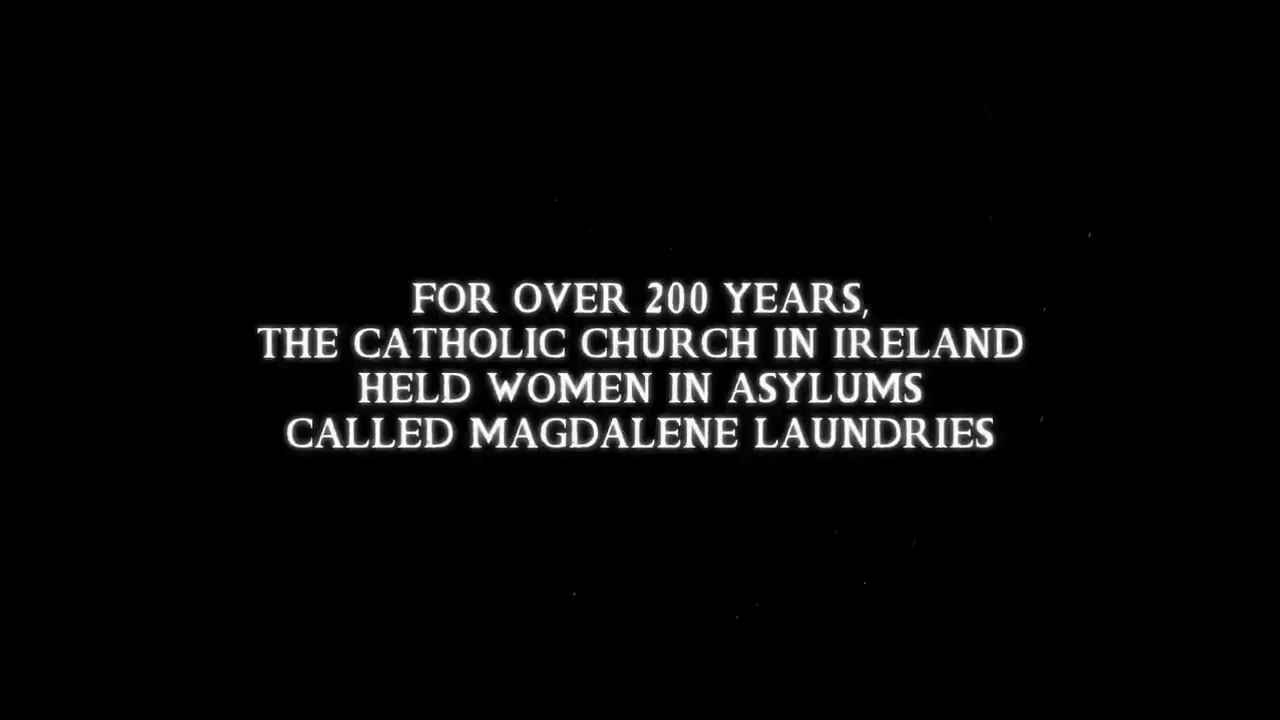 FOR OVER 200 YEARS,
THE CATHOLIC CHURCH IN IRELAND
HELD WOMEN IN ASYLUMS
CALLED MAGDALENE LAUNDRIES